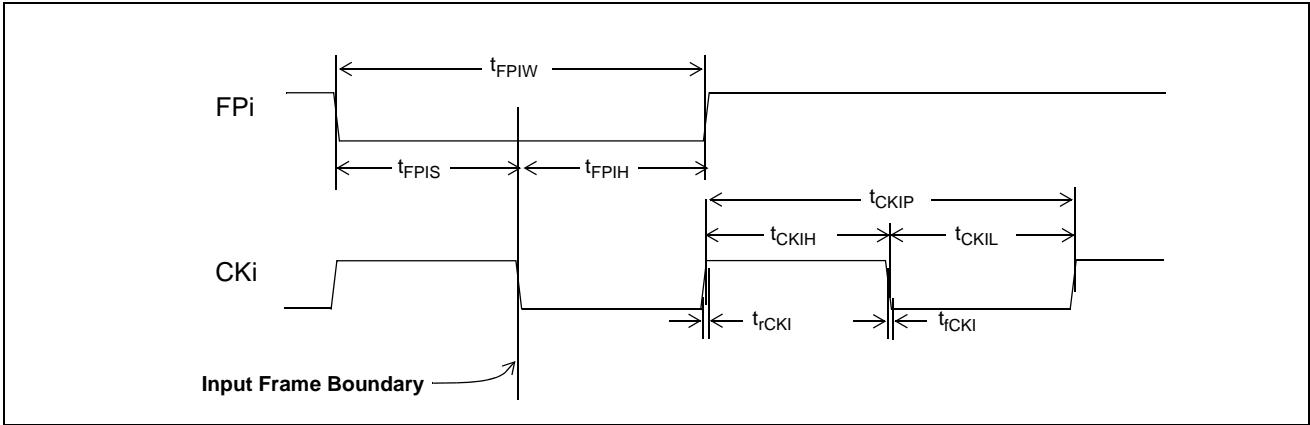 tFPIW
FPi
tFPIS
tFPIH
tCKIP
tCKIH
tCKIL
CKi
trCKI
tfCKI
Input Frame Boundary